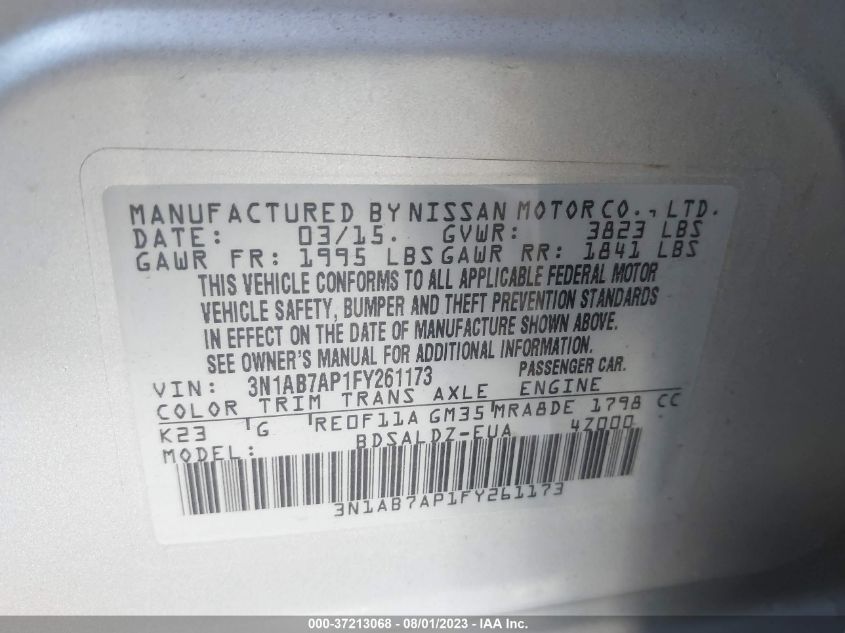 MANUFACTURED BY NISSAN MOTOR CO., LTD.
DATE: 03/15. GVWR: 3823 LBS
GAWR FR: 1995 LBS GAWR RR: 1841 LBS
THIS VEHICLE CONFORMS TO ALL APPLICABLE FEDERAL MOTOR
VEHICLE SAFETY, BUMPER AND THEFT PREVENTION STANDARDS
IN EFFECT ON THE DATE OF MANUFACTURE SHOWN ABOVE.
SEE OWNER'S MANUAL FOR ADDITIONAL INFORMATION.
VIN: 3N1AB7AP1FY261173 PASSENGER CAR.
COLOR TRIM TRANS AXLE ENGINE
K23 G RE0F11A GM35 MRA8DE 1798 CC
MODEL: BDSALDZ-EUA 47000
3N1AB7AP1FY261173
000-37213068 - 08/01/2023 - IAA Inc.